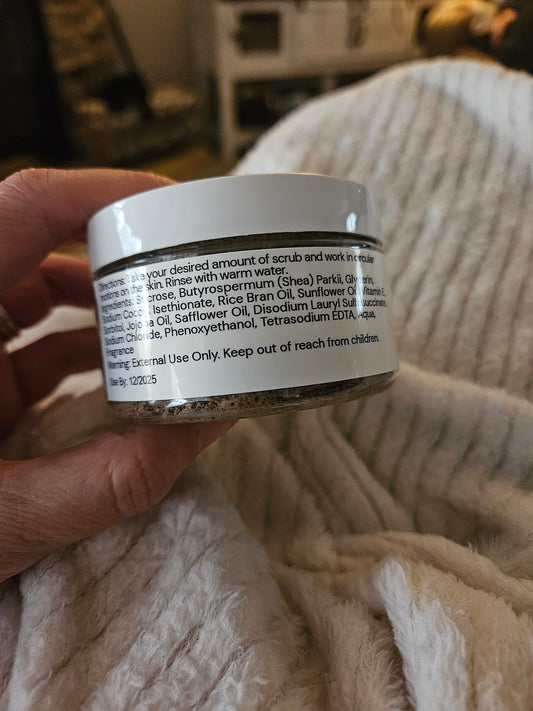 Directions: Take your desired amount of scrub and work in circular
motions on the skin. Rinse with warm water.
Ingredients: Sucrose, Butyrospermum (Shea) Parkii, Glycerin,
Sodium Cocoyl Isethionate, Rice Bran Oil, Sunflower Oil, Vitamin E,
Sorbitol, Jojoba Oil, Safflower Oil, Disodium Lauryl Sulfosuccinate,
Sodium Chloride, Phenoxyethanol, Tetrasodium EDTA, Aqua,
Fragrance
Warning: External Use Only. Keep out of reach from children.
Use By: 12/2025